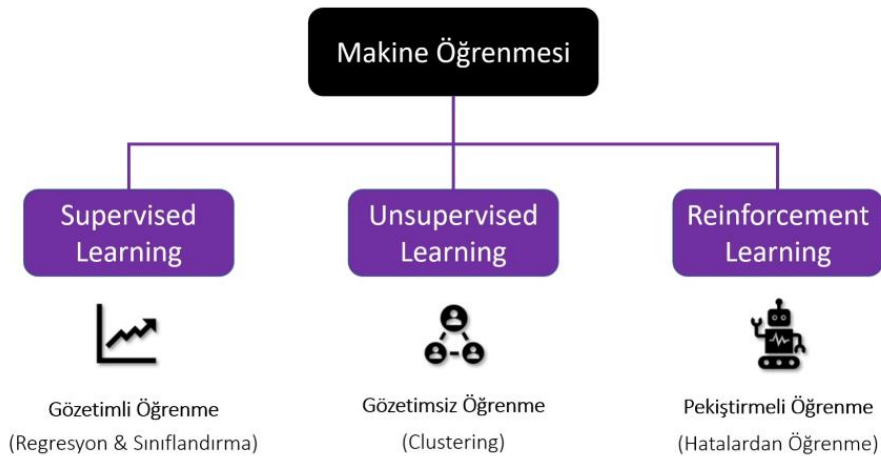 Makine Öğrenmesi
Supervised
Learning
Unsupervised
Learning
Reinforcement
Learning
Gözetimli Öğrenme
(Regresyon & Sınıflandırma)
Gözetimsiz Öğrenme
(Clustering)
Pekiştirmeli Öğrenme
(Hatalardan Öğrenme)